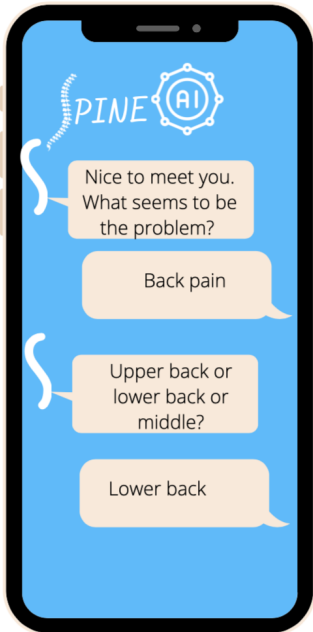 SPINE AI
Nice to meet you.
What seems to be
the problem?
Back pain
Upper back or
lower back or
middle?
Lower back